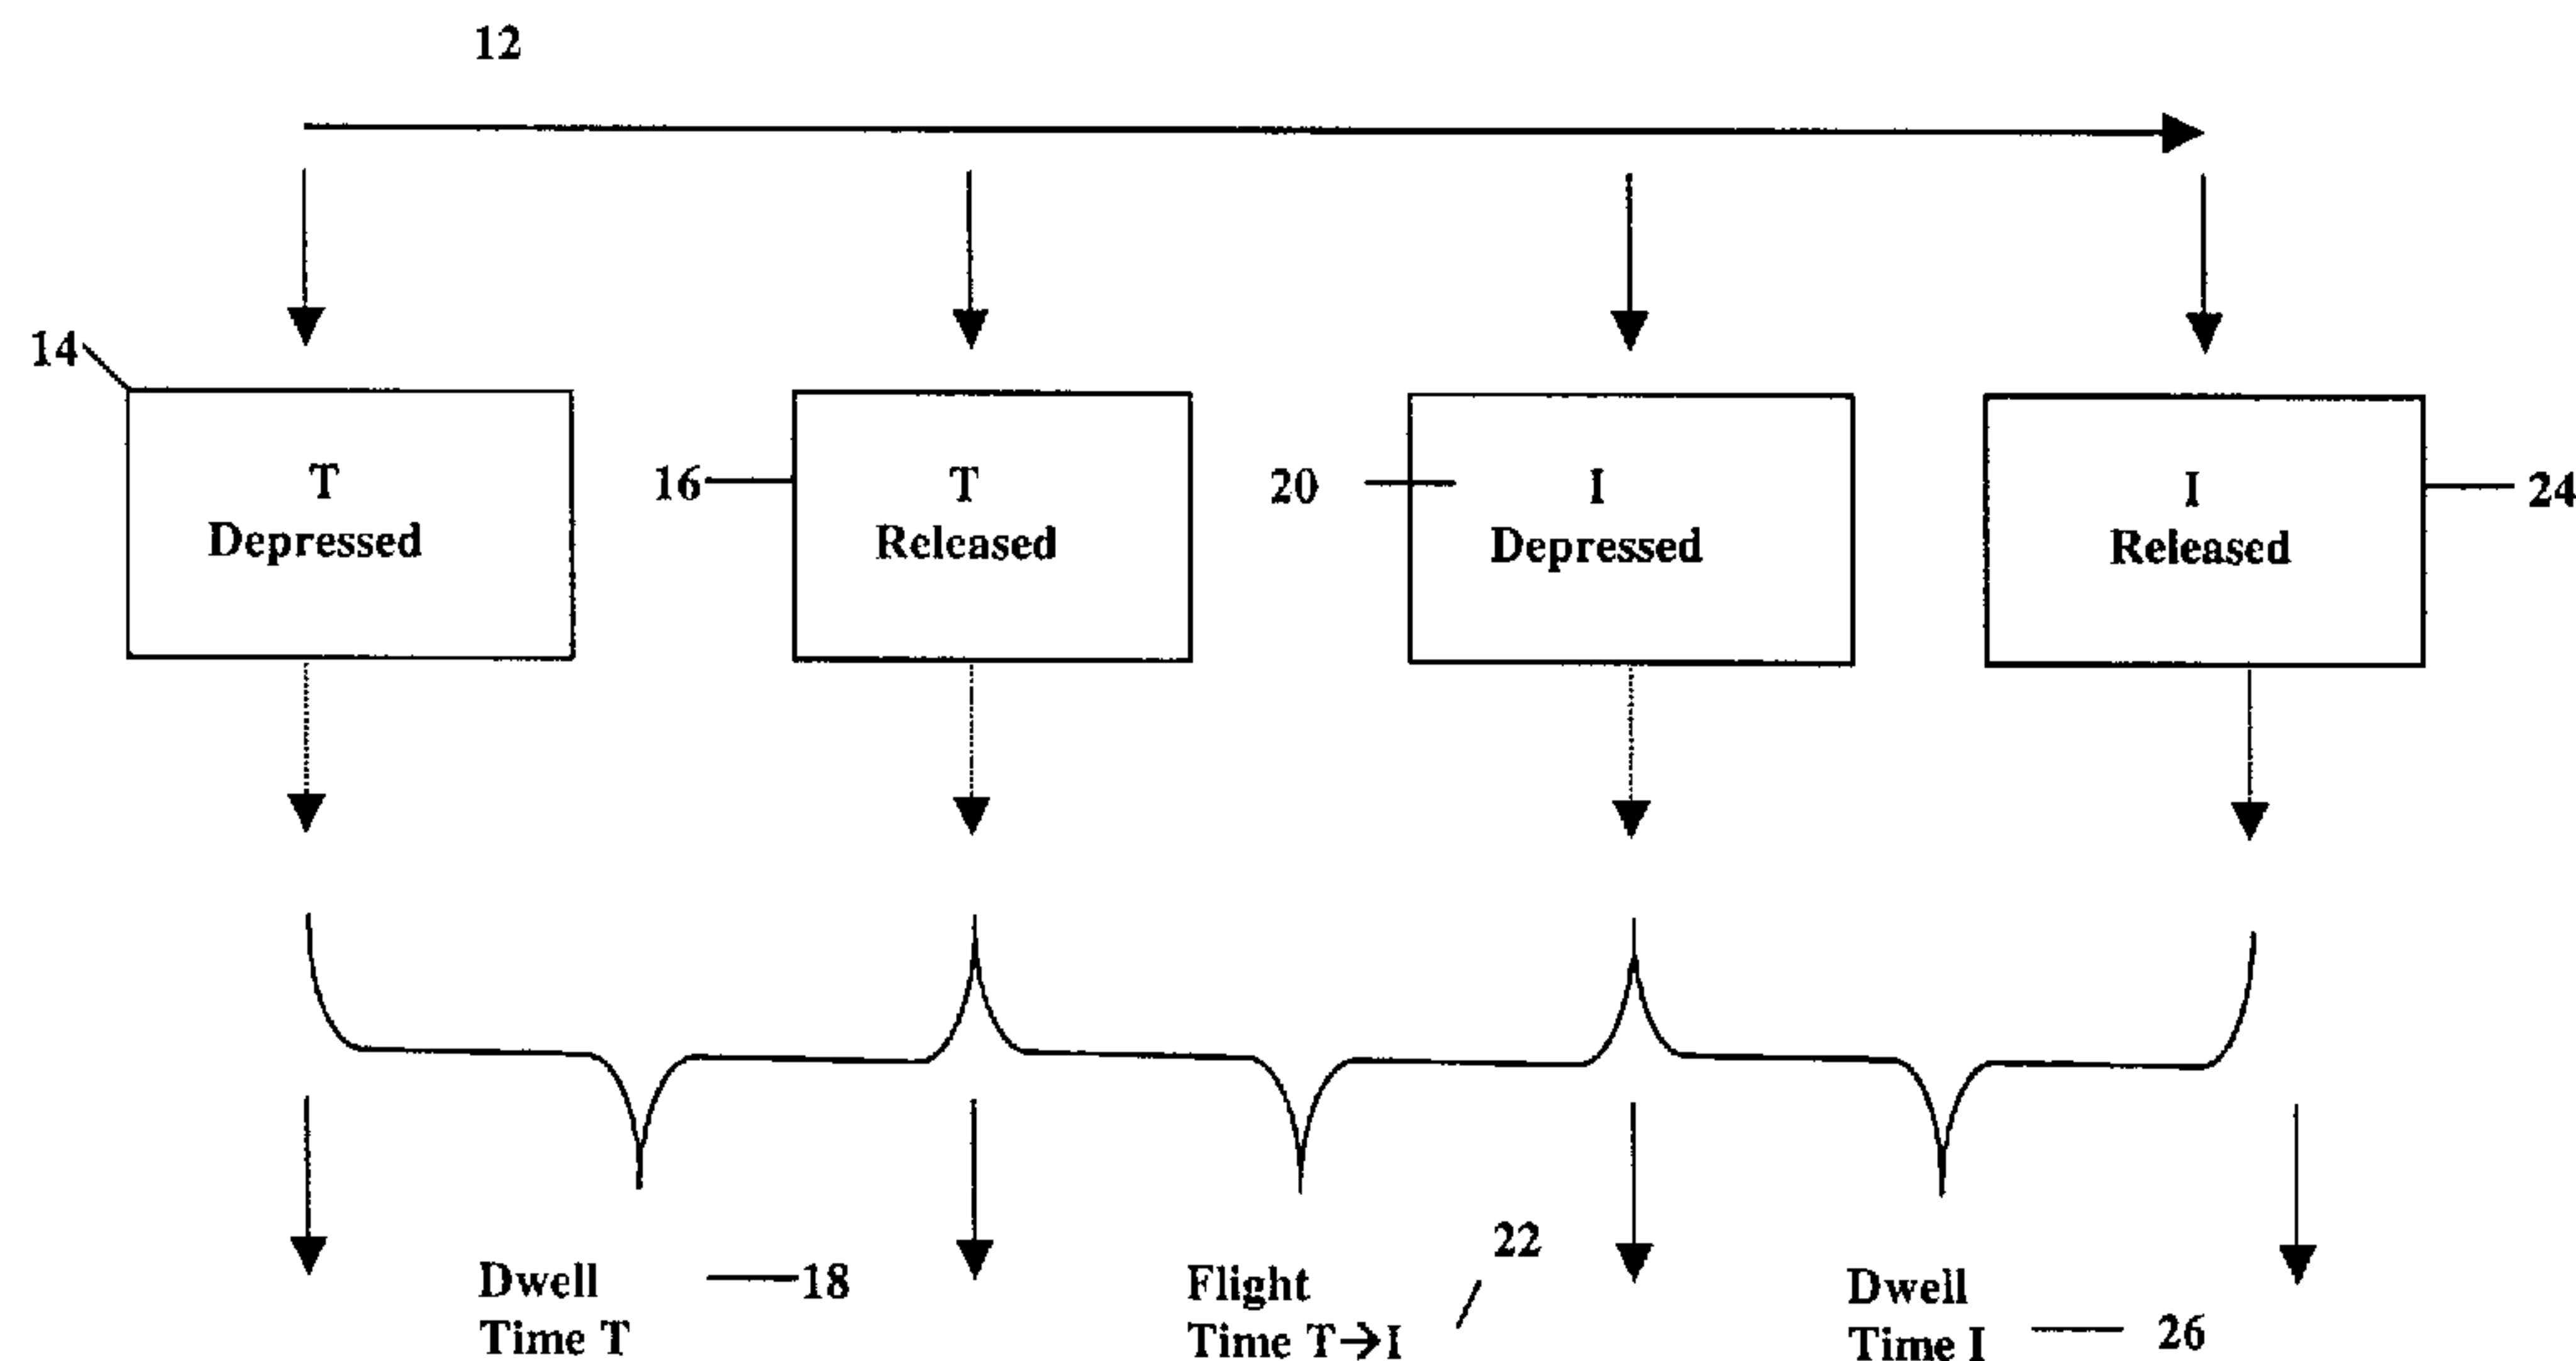 12
14
T
Depressed
16
T
Released
20
I
Depressed
I
Released
24
Dwell
Time T
18
Flight
Time T→I
22
Dwell
Time I
26